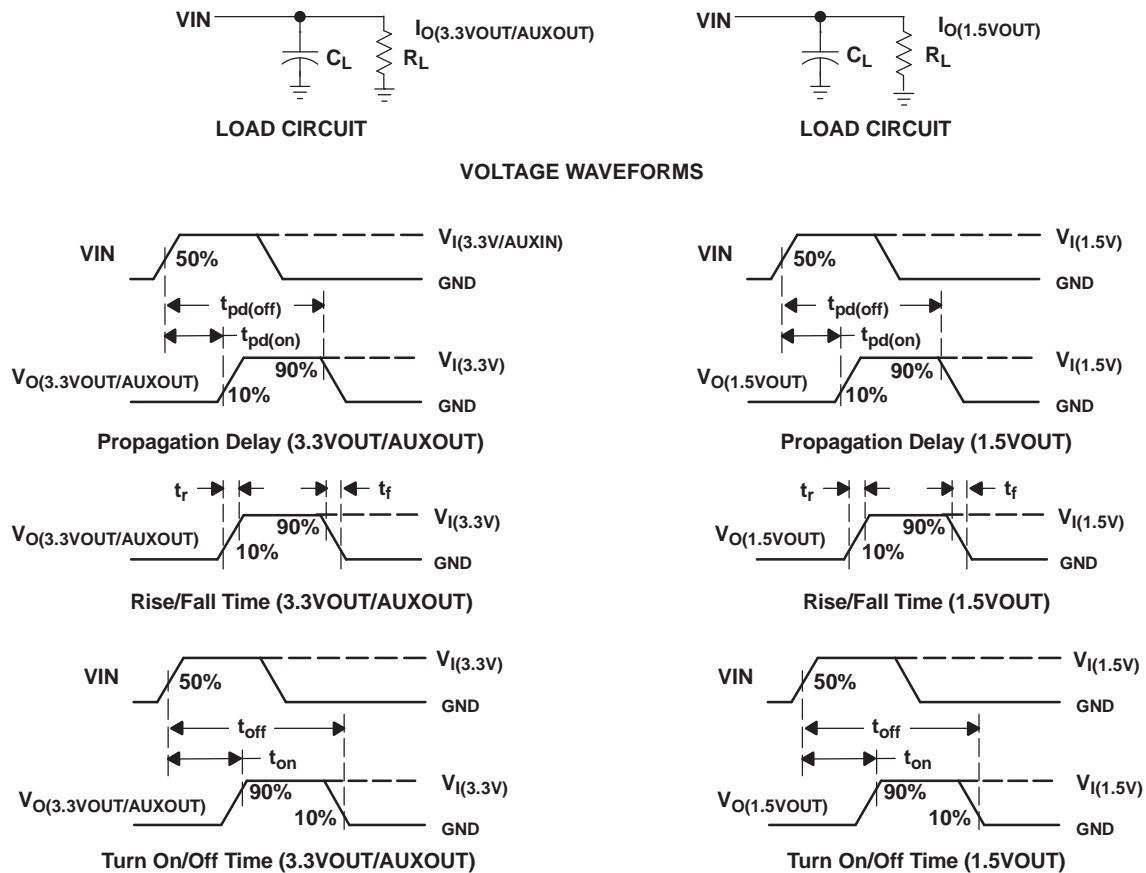 VIN
I_O(3.3VOUT/AUXOUT)
C_L
R_L
LOAD CIRCUIT
VIN
I_O(1.5VOUT)
C_L
R_L
LOAD CIRCUIT
VOLTAGE WAVEFORMS
VIN
50%
V_I(3.3V/AUXIN)
GND
t_pd(off)
t_pd(on)
V_O(3.3VOUT/AUXOUT)
90%
10%
V_I(3.3V)
GND
Propagation Delay (3.3VOUT/AUXOUT)
VIN
50%
V_I(1.5V)
GND
t_pd(off)
t_pd(on)
V_O(1.5VOUT)
90%
10%
V_I(1.5V)
GND
Propagation Delay (1.5VOUT)
t_r
t_f
V_O(3.3VOUT/AUXOUT)
90%
10%
V_I(3.3V)
GND
Rise/Fall Time (3.3VOUT/AUXOUT)
t_r
t_f
V_O(1.5VOUT)
90%
10%
V_I(1.5V)
GND
Rise/Fall Time (1.5VOUT)
VIN
50%
V_I(3.3V)
GND
t_off
t_on
V_O(3.3VOUT/AUXOUT)
90%
10%
V_I(3.3V)
GND
Turn On/Off Time (3.3VOUT/AUXOUT)
VIN
50%
V_I(1.5V)
GND
t_off
t_on
V_O(1.5VOUT)
90%
10%
V_I(1.5V)
GND
Turn On/Off Time (1.5VOUT)